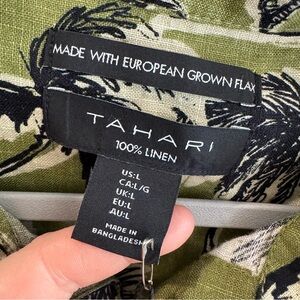 MADE WITH EUROPEAN GROWN FLAX
TAHARI
100% LINEN
US:L
CA:L/G
UK:L
EU:L
AU:L
MADE IN
BANGLADESH